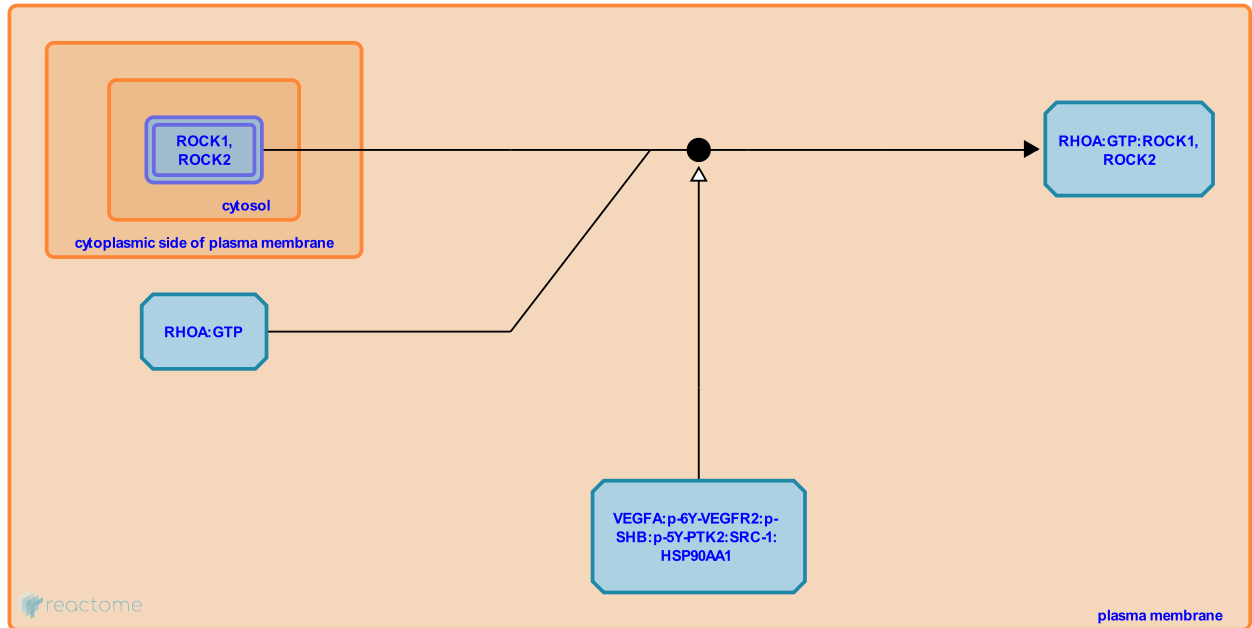 ROCK1,
ROCK2
cytosol
cytoplasmic side of plasma membrane
RHOA:GTP:ROCK1,
ROCK2
RHOA:GTP
VEGFA:p-6Y-VEGFR2:p-
SHB:p-5Y-PTK2:SRC-1:
HSP90AA1
reactome
plasma membrane